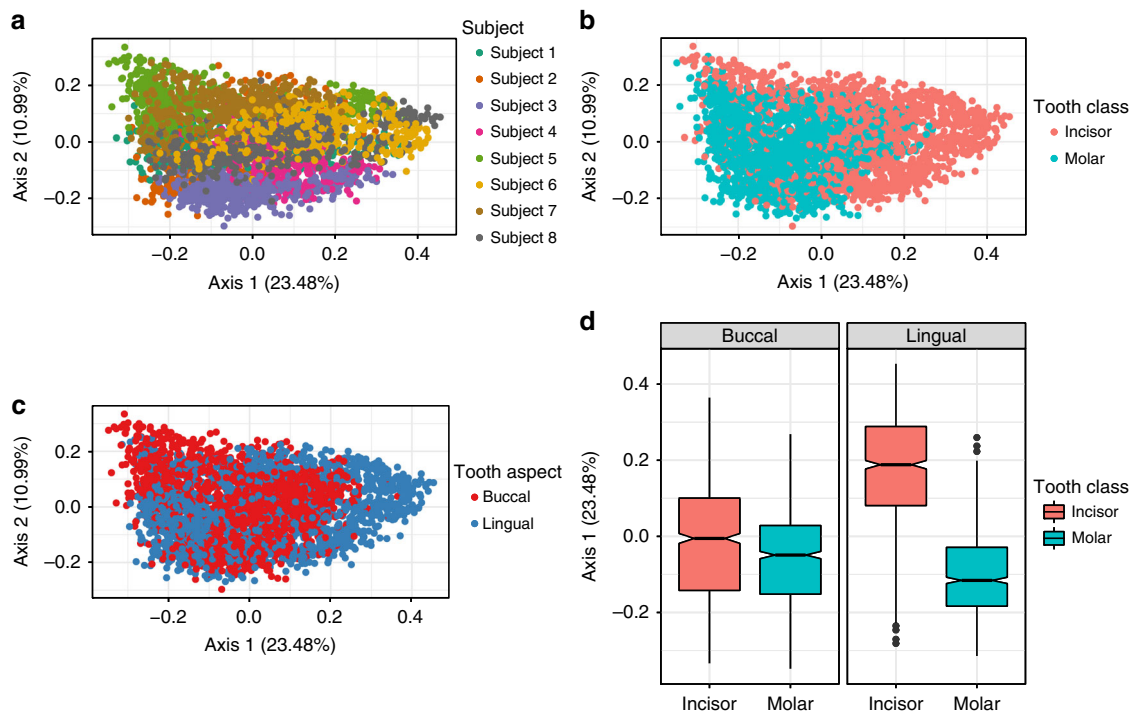 a
Subject
Subject 1
Subject 2
Subject 3
Subject 4
Subject 5
Subject 6
Subject 7
Subject 8
0.2
0.0
−0.2
Axis 2 (10.99%)
−0.2 0.0 0.2 0.4
Axis 1 (23.48%)
b
0.2
0.0
−0.2
Axis 2 (10.99%)
−0.2 0.0 0.2 0.4
Axis 1 (23.48%)
Tooth class
Incisor
Molar
c
0.2
0.0
−0.2
Axis 2 (10.99%)
−0.2 0.0 0.2 0.4
Axis 1 (23.48%)
Tooth aspect
Buccal
Lingual
d
Buccal Lingual
0.4
0.2
0.0
−0.2
Axis 1 (23.48%)
Incisor Molar Incisor Molar
Tooth class
Incisor
Molar